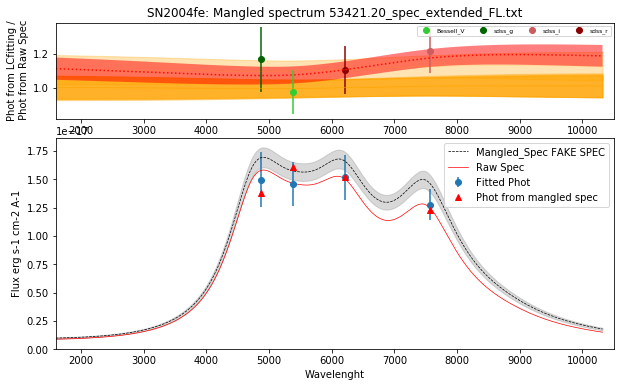 SN2004fe: Mangled spectrum 53421.20_spec_extended_FL.txt
Phot from LCfitting /
Phot from Raw Spec
1.2
1.0
Bessell_V sdss_g sdss_i sdss_r
2000 3000 4000 5000 6000 7000 8000 9000 10000
1e−17
Flux erg s-1 cm-2 A-1
1.75
1.50
1.25
1.00
0.75
0.50
0.25
0.00
Mangled_Spec FAKE SPEC
Raw Spec
Fitted Phot
Phot from mangled spec
2000 3000 4000 5000 6000 7000 8000 9000 10000
Wavelenght